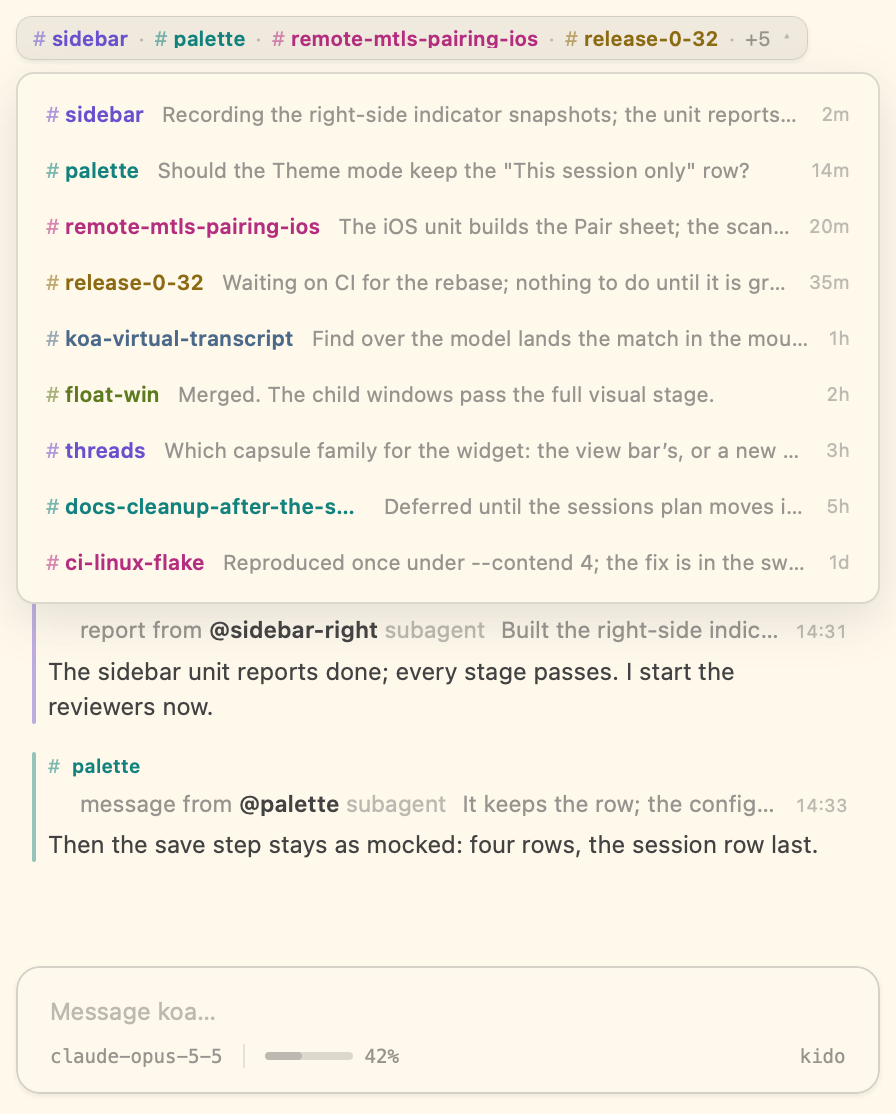 # sidebar · # palette · # remote-mtls-pairing-ios · # release-0-32 · +5
# sidebar Recording the right-side indicator snapshots; the unit reports... 2m
# palette Should the Theme mode keep the "This session only" row? 14m
# remote-mtls-pairing-ios The iOS unit builds the Pair sheet; the scan... 20m
# release-0-32 Waiting on CI for the rebase; nothing to do until it is gr... 35m
# koa-virtual-transcript Find over the model lands the match in the mou... 1h
# float-win Merged. The child windows pass the full visual stage. 2h
# threads Which capsule family for the widget: the view bar’s, or a new ... 3h
# docs-cleanup-after-the-s... Deferred until the sessions plan moves i... 5h
# ci-linux-flake Reproduced once under --contend 4; the fix is in the sw... 1d
report from @sidebar-right subagent Built the right-side indic... 14:31
The sidebar unit reports done; every stage passes. I start the
reviewers now.
# palette
message from @palette subagent It keeps the row; the config... 14:33
Then the save step stays as mocked: four rows, the session row last.
Message koa...
claude-opus-5-5 42% kido